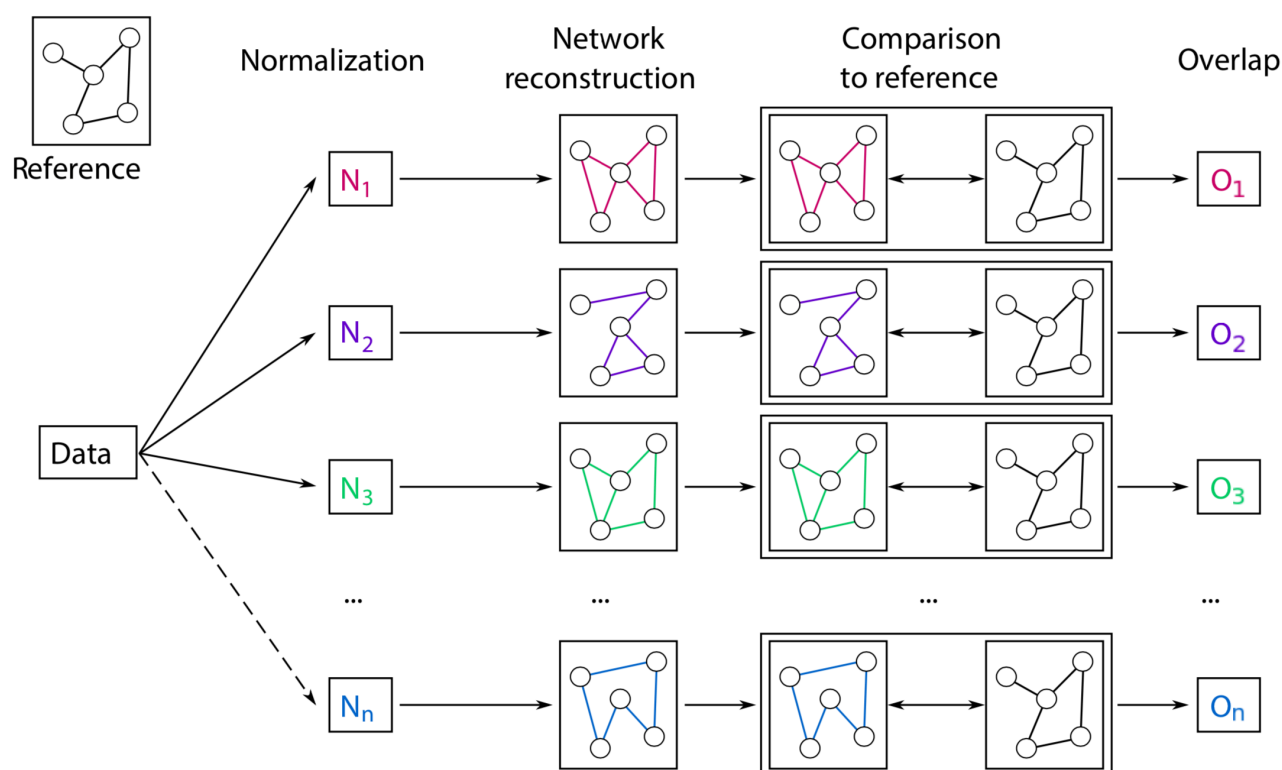 Reference
Normalization
Network
reconstruction
Comparison
to reference
Overlap
Data
N1
O1
N2
O2
N3
O3
...
...
...
...
Nn
On